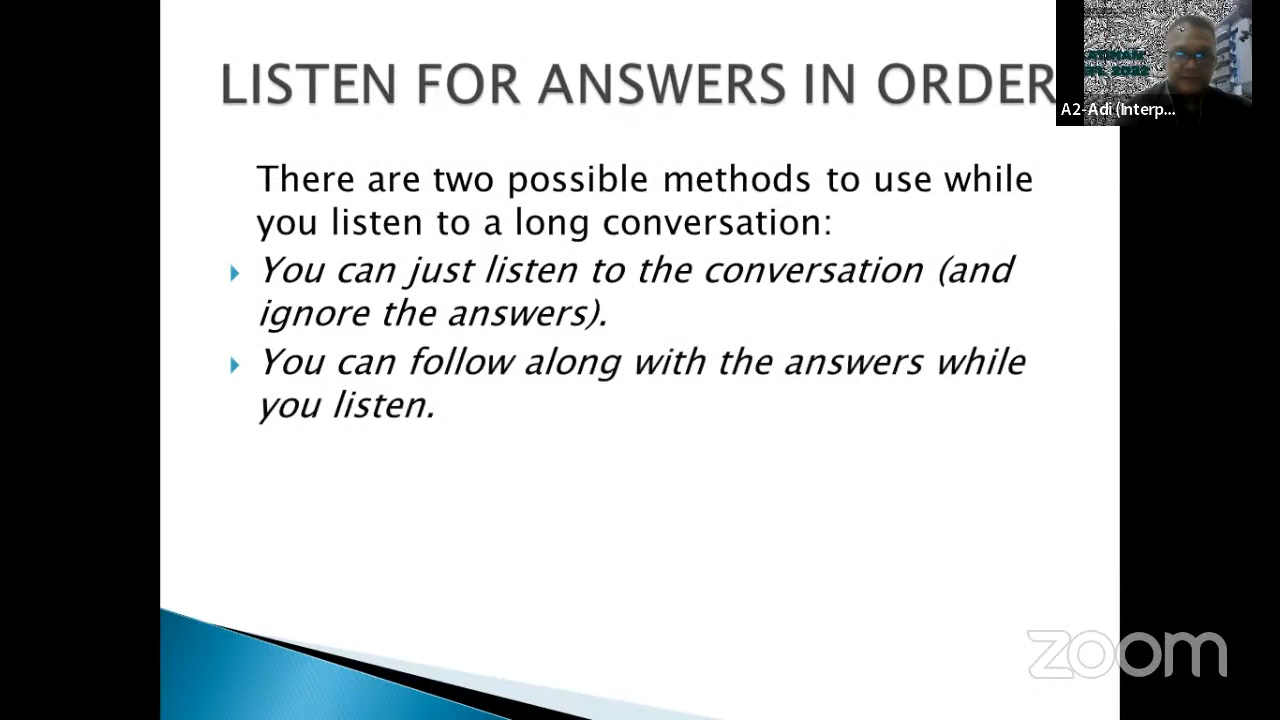 LISTEN FOR ANSWERS IN ORDER
A2-Adi (Interp...
There are two possible methods to use while
you listen to a long conversation:
You can just listen to the conversation (and
ignore the answers).
You can follow along with the answers while
you listen.
zoom